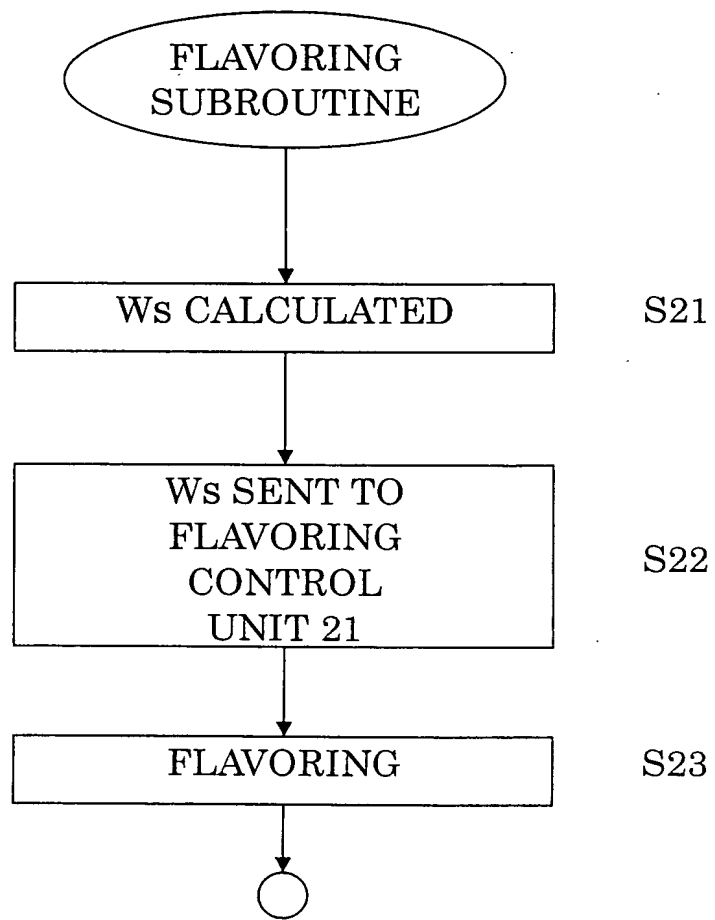 FLAVORING
SUBROUTINE
Ws CALCULATED
S21
Ws SENT TO
FLAVORING
CONTROL
UNIT 21
S22
FLAVORING
S23